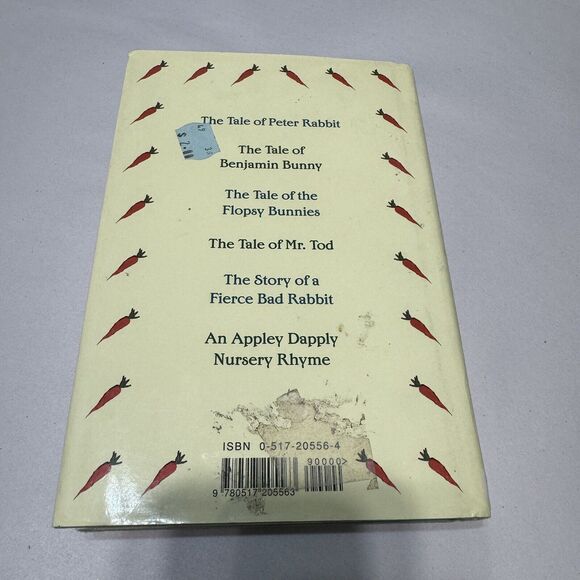 The Tale of Peter Rabbit
$2.00
The Tale of
Benjamin Bunny
The Tale of the
Flopsy Bunnies
The Tale of Mr. Tod
The Story of a
Fierce Bad Rabbit
An Appley Dapply
Nursery Rhyme
ISBN 0-517-20556-4
90000>
9 780517 205563